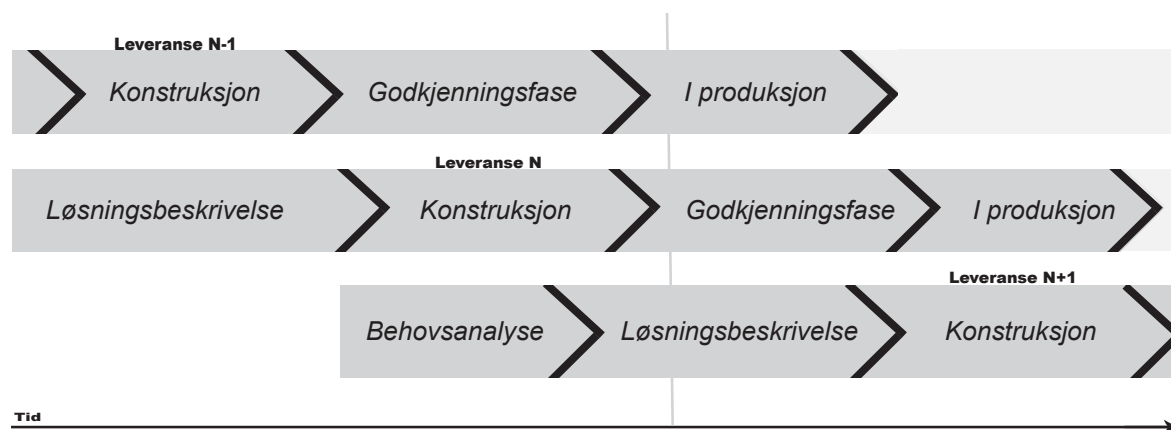 Leveranse N-1
Konstruksjon Godkjenningsfase I produksjon
Leveranse N
Løsningsbeskrivelse Konstruksjon Godkjenningsfase I produksjon
Leveranse N+1
Behovsanalyse Løsningsbeskrivelse Konstruksjon
Tid